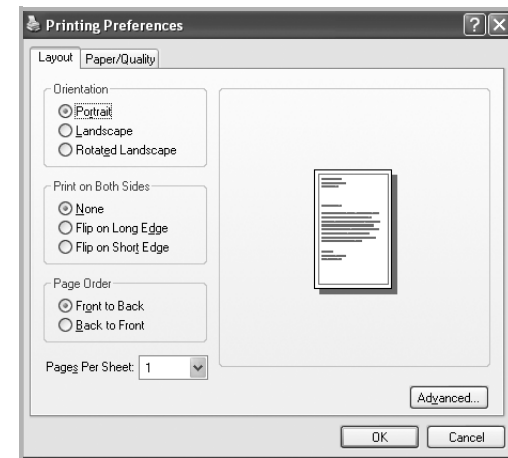 Printing Preferences
Layout Paper/Quality
Orientation
Portrait
Landscape
Rotated Landscape
Print on Both Sides
None
Flip on Long Edge
Flip on Short Edge
Page Order
Front to Back
Back to Front
Pages Per Sheet: 1
Advanced...
OK Cancel